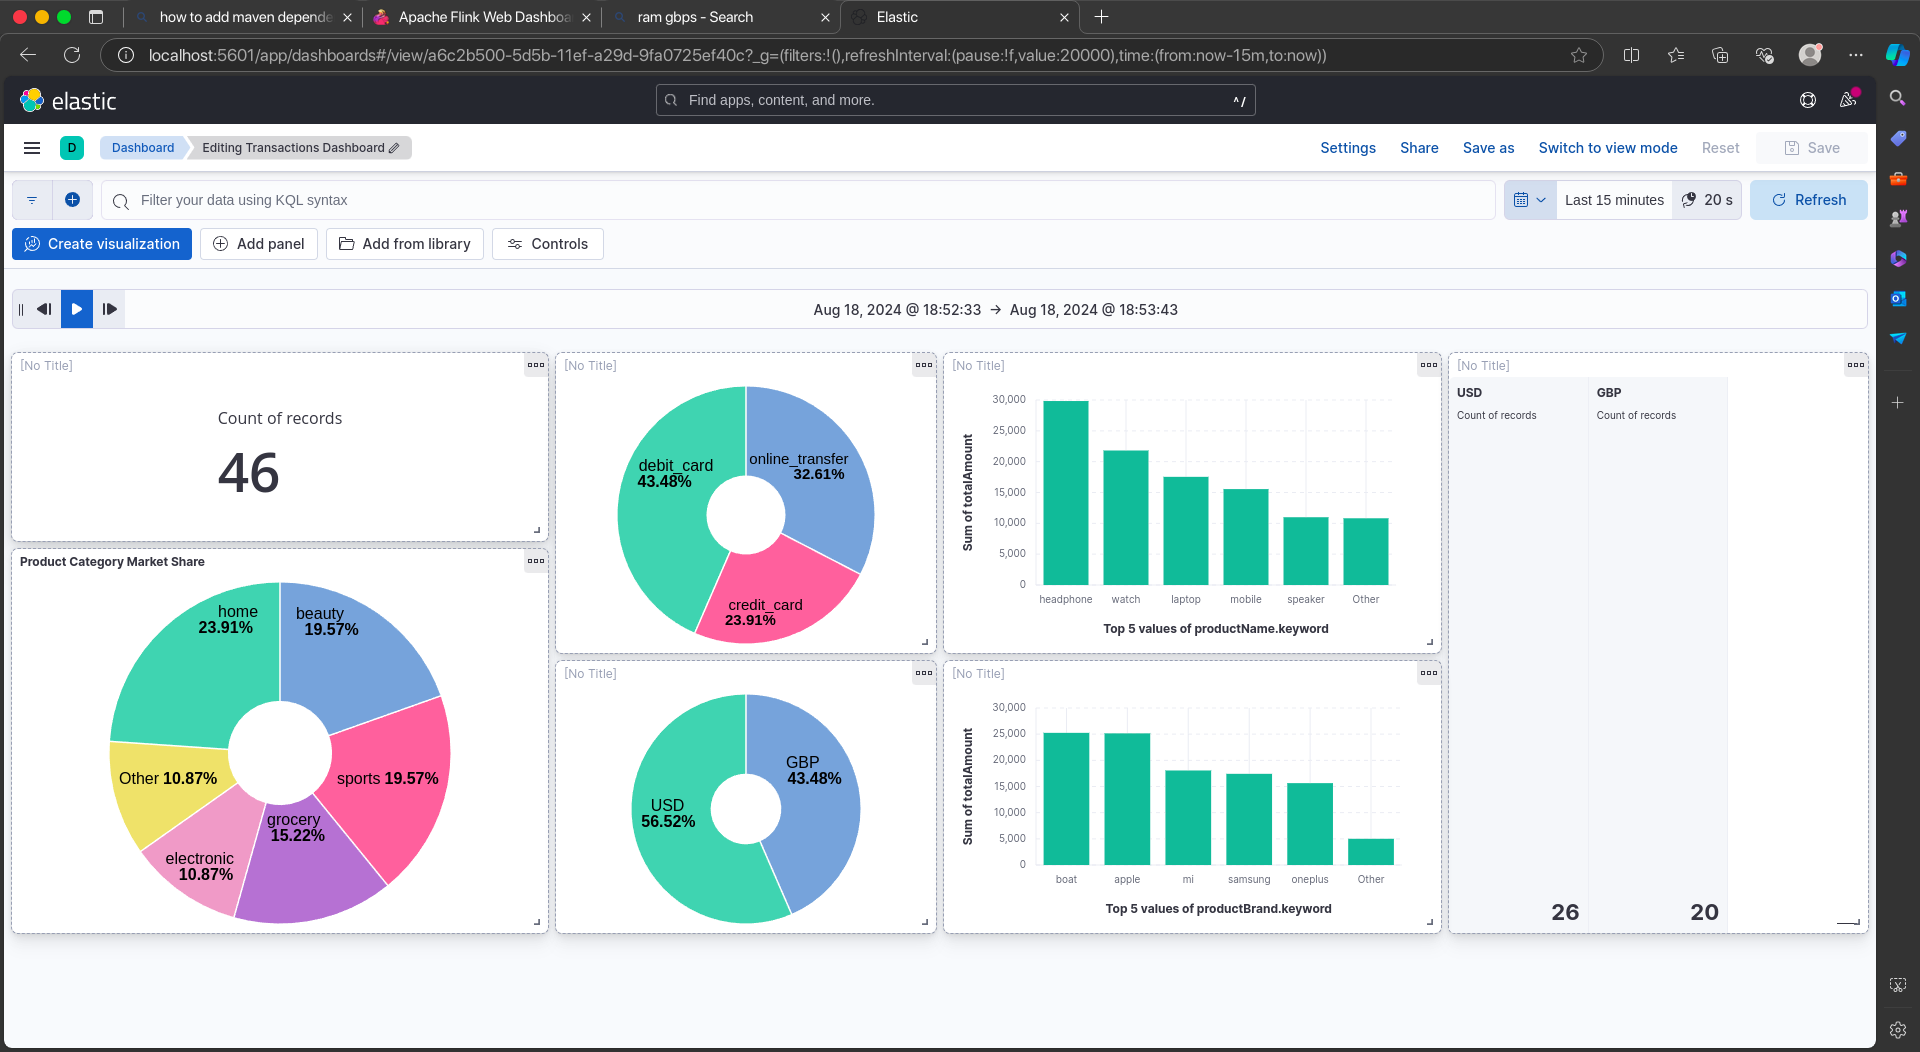 how to add maven depende
Apache Flink Web Dashboa
ram gbps - Search
Elastic
localhost:5601/app/dashboards#/view/a6c2b500-5d5b-11ef-a29d-9fa0725ef40c?_g=(filters:!(),refreshInterval:(pause:!f,value:20000),time:(from:now-15m,to:now))
elastic
Find apps, content, and more.
^/
D
Dashboard
Editing Transactions Dashboard
Settings
Share
Save as
Switch to view mode
Reset
Save
Filter your data using KQL syntax
Last 15 minutes
20 s
Refresh
Create visualization
Add panel
Add from library
Controls
Aug 18, 2024 @ 18:52:33 → Aug 18, 2024 @ 18:53:43
[No Title]
Count of records
46
Product Category Market Share
home
23.91%
beauty
19.57%
Other 10.87%
sports 19.57%
grocery
15.22%
electronic
10.87%
[No Title]
debit_card
43.48%
online_transfer
32.61%
credit_card
23.91%
[No Title]
GBP
43.48%
USD
56.52%
[No Title]
30,000
25,000
20,000
15,000
10,000
5,000
0
Sum of totalAmount
headphone
watch
laptop
mobile
speaker
Other
Top 5 values of productName.keyword
[No Title]
30,000
25,000
20,000
15,000
10,000
5,000
0
Sum of totalAmount
boat
apple
mi
samsung
oneplus
Other
Top 5 values of productBrand.keyword
[No Title]
USD
Count of records
26
GBP
Count of records
20